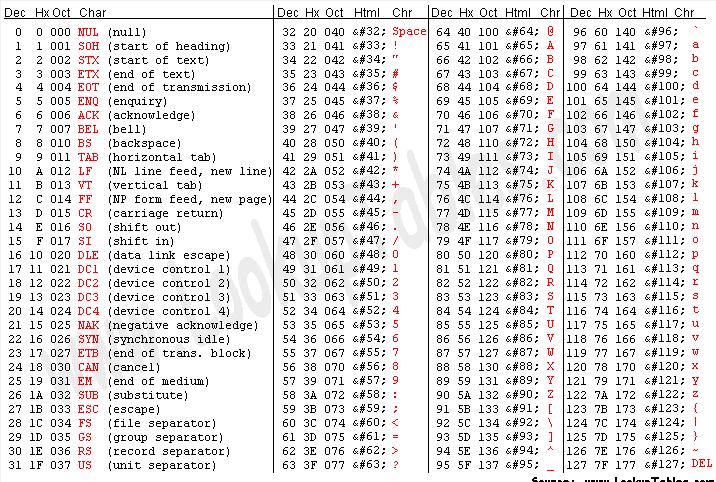 Dec Hx Oct Char Dec Hx Oct Html Chr Dec Hx Oct Html Chr Dec Hx Oct Html Chr
0 0 000 NUL (null) 32 20 040 &#32; Space 64 40 100 &#64; @ 96 60 140 &#96; `
1 1 001 SOH (start of heading) 33 21 041 &#33; ! 65 41 101 &#65; A 97 61 141 &#97; a
2 2 002 STX (start of text) 34 22 042 &#34; " 66 42 102 &#66; B 98 62 142 &#98; b
3 3 003 ETX (end of text) 35 23 043 &#35; # 67 43 103 &#67; C 99 63 143 &#99; c
4 4 004 EOT (end of transmission) 36 24 044 &#36; $ 68 44 104 &#68; D 100 64 144 &#100; d
5 5 005 ENQ (enquiry) 37 25 045 &#37; % 69 45 105 &#69; E 101 65 145 &#101; e
6 6 006 ACK (acknowledge) 38 26 046 &#38; & 70 46 106 &#70; F 102 66 146 &#102; f
7 7 007 BEL (bell) 39 27 047 &#39; ' 71 47 107 &#71; G 103 67 147 &#103; g
8 8 010 BS (backspace) 40 28 050 &#40; ( 72 48 110 &#72; H 104 68 150 &#104; h
9 9 011 TAB (horizontal tab) 41 29 051 &#41; ) 73 49 111 &#73; I 105 69 151 &#105; i
10 A 012 LF (NL line feed, new line) 42 2A 052 &#42; * 74 4A 112 &#74; J 106 6A 152 &#106; j
11 B 013 VT (vertical tab) 43 2B 053 &#43; + 75 4B 113 &#75; K 107 6B 153 &#107; k
12 C 014 FF (NP form feed, new page) 44 2C 054 &#44; , 76 4C 114 &#76; L 108 6C 154 &#108; l
13 D 015 CR (carriage return) 45 2D 055 &#45; - 77 4D 115 &#77; M 109 6D 155 &#109; m
14 E 016 SO (shift out) 46 2E 056 &#46; . 78 4E 116 &#78; N 110 6E 156 &#110; n
15 F 017 SI (shift in) 47 2F 057 &#47; / 79 4F 117 &#79; O 111 6F 157 &#111; o
16 10 020 DLE (data link escape) 48 30 060 &#48; 0 80 50 120 &#80; P 112 70 160 &#112; p
17 11 021 DC1 (device control 1) 49 31 061 &#49; 1 81 51 121 &#81; Q 113 71 161 &#113; q
18 12 022 DC2 (device control 2) 50 32 062 &#50; 2 82 52 122 &#82; R 114 72 162 &#114; r
19 13 023 DC3 (device control 3) 51 33 063 &#51; 3 83 53 123 &#83; S 115 73 163 &#115; s
20 14 024 DC4 (device control 4) 52 34 064 &#52; 4 84 54 124 &#84; T 116 74 164 &#116; t
21 15 025 NAK (negative acknowledge) 53 35 065 &#53; 5 85 55 125 &#85; U 117 75 165 &#117; u
22 16 026 SYN (synchronous idle) 54 36 066 &#54; 6 86 56 126 &#86; V 118 76 166 &#118; v
23 17 027 ETB (end of trans. block) 55 37 067 &#55; 7 87 57 127 &#87; W 119 77 167 &#119; w
24 18 030 CAN (cancel) 56 38 070 &#56; 8 88 58 130 &#88; X 120 78 170 &#120; x
25 19 031 EM (end of medium) 57 39 071 &#57; 9 89 59 131 &#89; Y 121 79 171 &#121; y
26 1A 032 SUB (substitute) 58 3A 072 &#58; : 90 5A 132 &#90; Z 122 7A 172 &#122; z
27 1B 033 ESC (escape) 59 3B 073 &#59; ; 91 5B 133 &#91; [ 123 7B 173 &#123; {
28 1C 034 FS (file separator) 60 3C 074 &#60; < 92 5C 134 &#92; \ 124 7C 174 &#124; |
29 1D 035 GS (group separator) 61 3D 075 &#61; = 93 5D 135 &#93; ] 125 7D 175 &#125; }
30 1E 036 RS (record separator) 62 3E 076 &#62; > 94 5E 136 &#94; ^ 126 7E 176 &#126; ~
31 1F 037 US (unit separator) 63 3F 077 &#63; ? 95 5F 137 &#95; _ 127 7F 177 &#127; DEL
Source: www.LookupTables.com